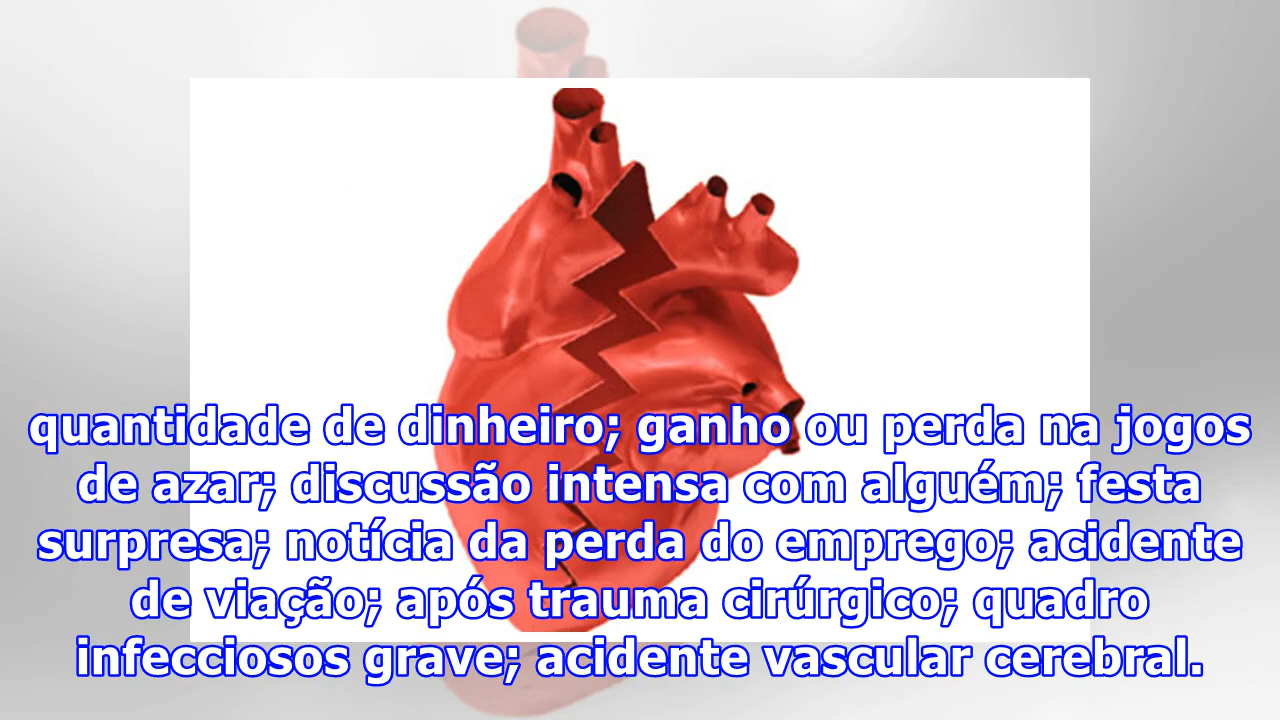 quantidade de dinheiro; ganho ou perda na jogos
de azar; discussão intensa com alguém; festa
surpresa; notícia da perda do emprego; acidente
de viação; após trauma cirúrgico; quadro
infecciosos grave; acidente vascular cerebral.